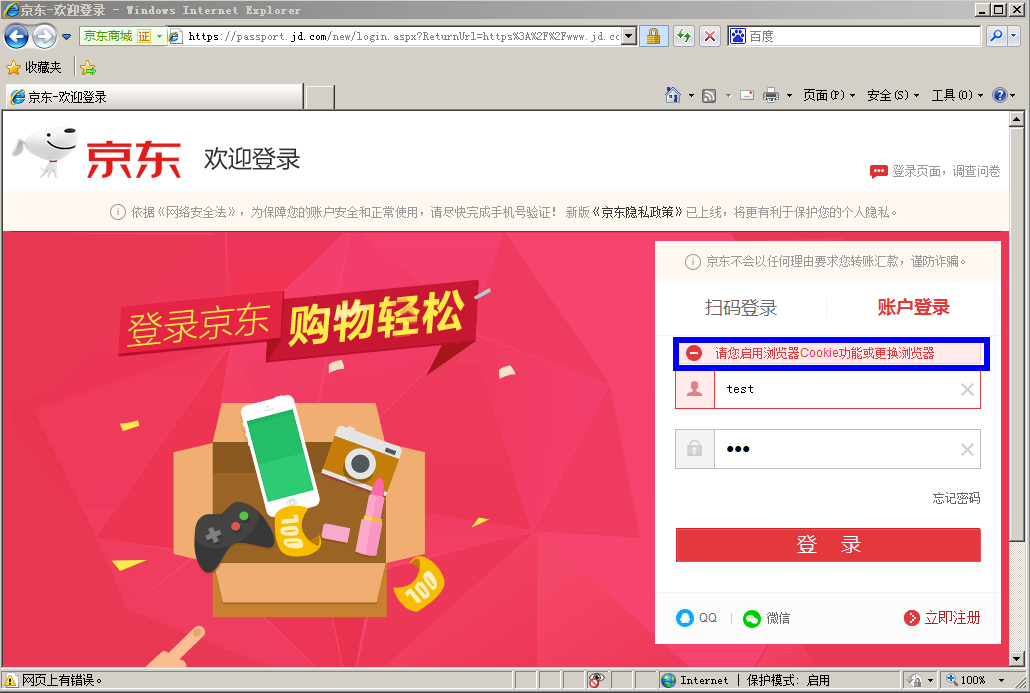 京东-欢迎登录 - Windows Internet Explorer
京东商城 证 https://passport.jd.com/new/login.aspx?ReturnUrl=https%3A%2F%2Fwww.jd.cc 百度
收藏夹
京东-欢迎登录
页面(P) 安全(S) 工具(O)
京东 欢迎登录
登录页面，调查问卷
依据《网络安全法》，为保障您的账户安全和正常使用，请尽快完成手机号验证！ 新版《京东隐私政策》已上线，将更有利于保护您的个人隐私。
京东不会以任何理由要求您转账汇款，谨防诈骗。
扫码登录 账户登录
登录京东 购物轻松
请您启用浏览器Cookie功能或更换浏览器
test
●●●
忘记密码
100
登 录
100
QQ 微信 立即注册
网页上有错误。 Internet | 保护模式: 启用 100%